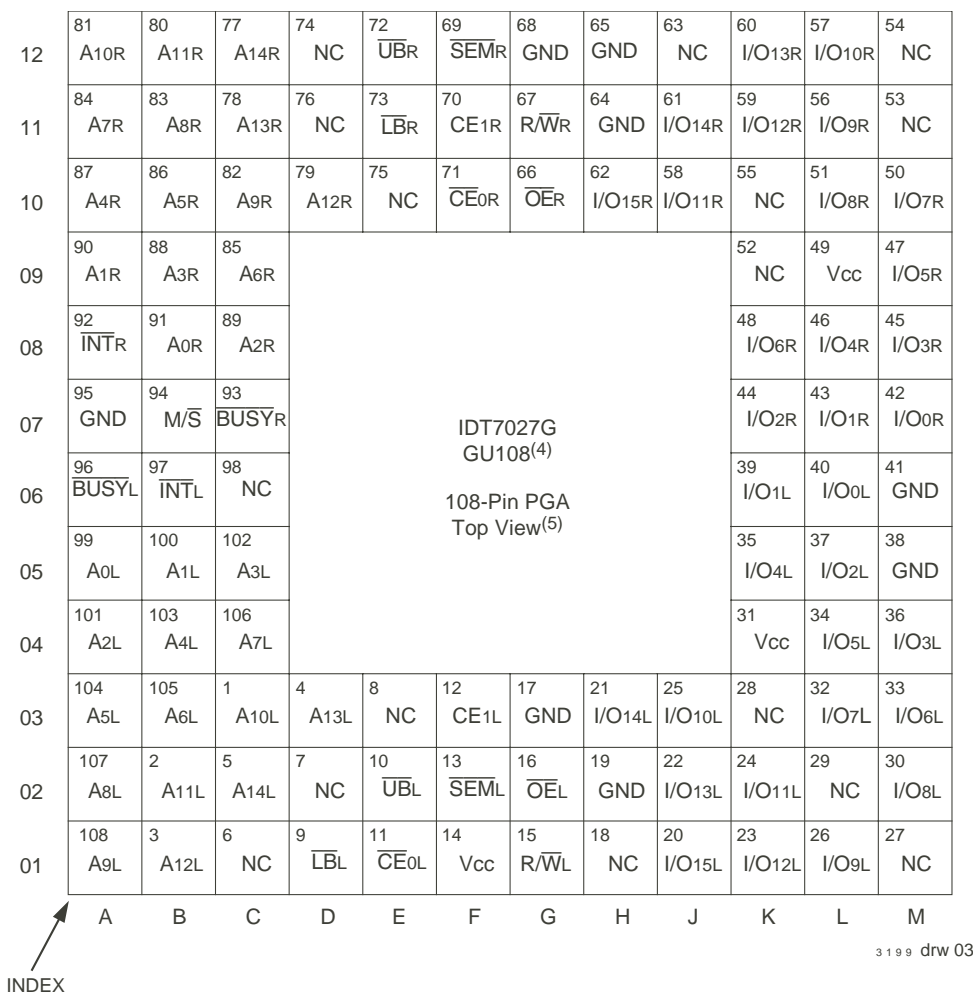 81 80 77 74 72 69 68 65 63 60 57 54
12 A10R A11R A14R NC UBR SEMR GND GND NC I/O13R I/O10R NC
84 83 78 76 73 70 67 64 61 59 56 53
11 A7R A8R A13R NC LBR CE1R R/WR GND I/O14R I/O12R I/O9R NC
87 86 82 79 75 71 66 62 58 55 51 50
10 A4R A5R A9R A12R NC CE0R OER I/O15R I/O11R NC I/O8R I/O7R
90 88 85 52 49 47
09 A1R A3R A6R NC Vcc I/O5R
92 91 89 48 46 45
08 INTR A0R A2R I/O6R I/O4R I/O3R
95 94 93 44 43 42
07 GND M/S BUSYR I/O2R I/O1R I/O0R
IDT7027G
GU108(4)
96 97 98 39 40 41
06 BUSYL INTL NC I/O1L I/O0L GND
108-Pin PGA
Top View(5)
99 100 102 35 37 38
05 A0L A1L A3L I/O4L I/O2L GND
101 103 106 31 34 36
04 A2L A4L A7L Vcc I/O5L I/O3L
104 105 1 4 8 12 17 21 25 28 32 33
03 A5L A6L A10L A13L NC CE1L GND I/O14L I/O10L NC I/O7L I/O6L
107 2 5 7 10 13 16 19 22 24 29 30
02 A8L A11L A14L NC UBL SEML OEL GND I/O13L I/O11L NC I/O8L
108 3 6 9 11 14 15 18 20 23 26 27
01 A9L A12L NC LBL CE0L Vcc R/WL NC I/O15L I/O12L I/O9L NC
A B C D E F G H J K L M
3199 drw 03
INDEX